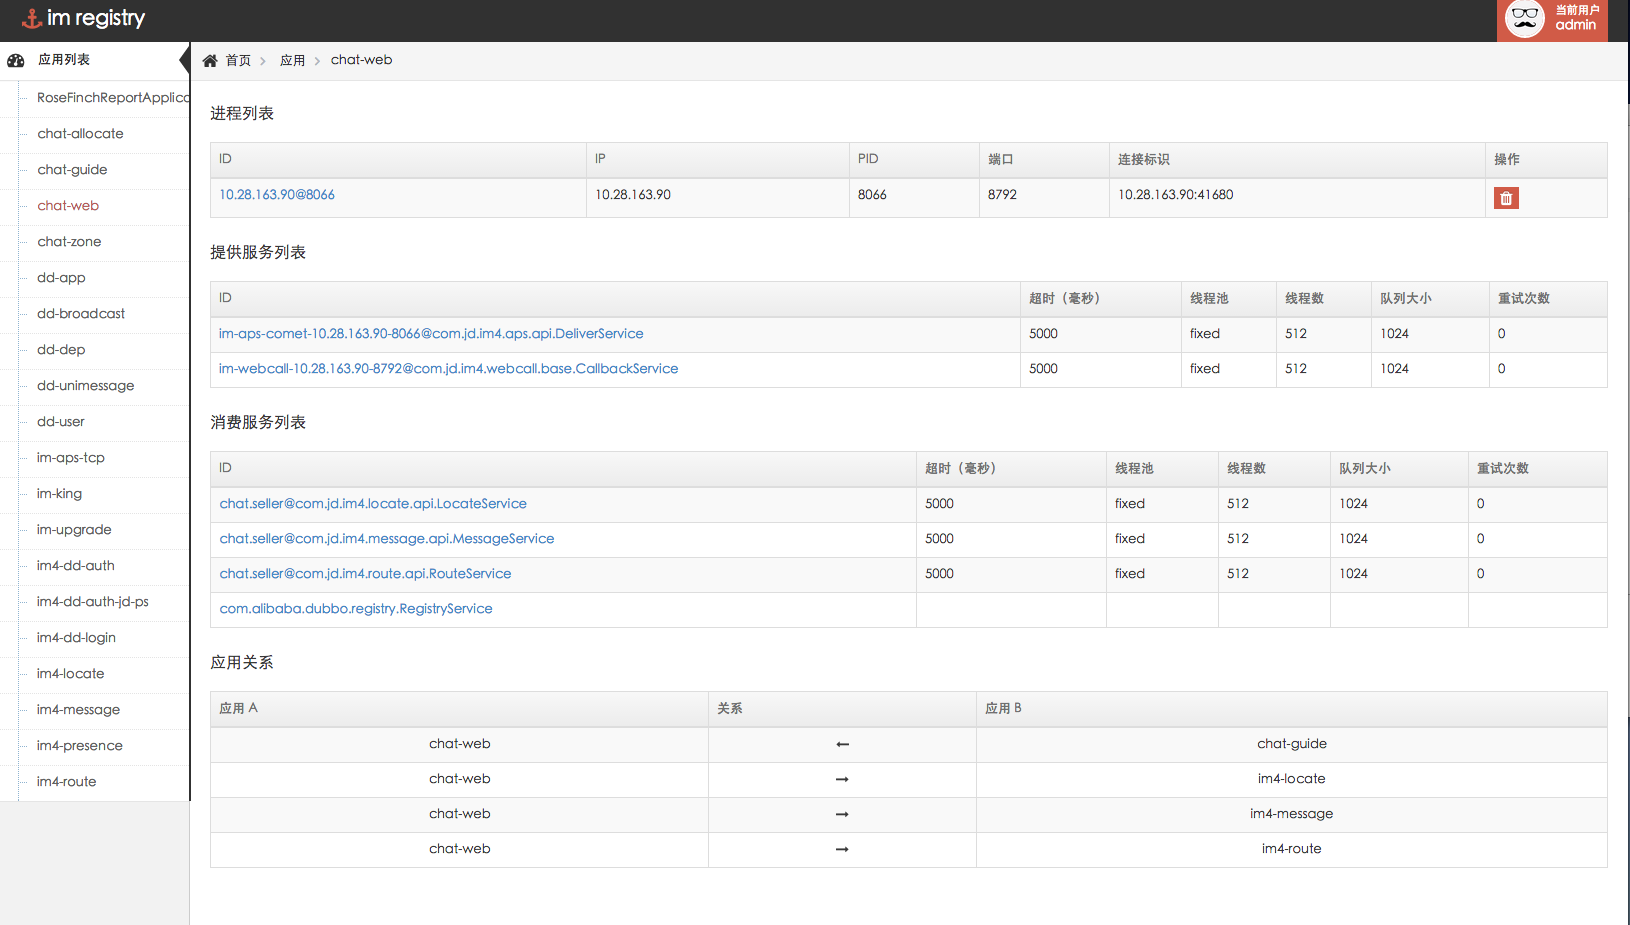 im registry
当前用户
admin
应用列表
首页 应用 chat-web
RoseFinchReportApplica
chat-allocate
chat-guide
chat-web
chat-zone
dd-app
dd-broadcast
dd-dep
dd-unimessage
dd-user
im-aps-tcp
im-king
im-upgrade
im4-dd-auth
im4-dd-auth-jd-ps
im4-dd-login
im4-locate
im4-message
im4-presence
im4-route
进程列表
ID IP PID 端口 连接标识 操作
10.28.163.90@8066 10.28.163.90 8066 8792 10.28.163.90:41680
提供服务列表
ID 超时（毫秒） 线程池 线程数 队列大小 重试次数
im-aps-comet-10.28.163.90-8066@com.jd.im4.aps.api.DeliverService 5000 fixed 512 1024 0
im-webcall-10.28.163.90-8792@com.jd.im4.webcall.base.CallbackService 5000 fixed 512 1024 0
消费服务列表
ID 超时（毫秒） 线程池 线程数 队列大小 重试次数
chat.seller@com.jd.im4.locate.api.LocateService 5000 fixed 512 1024 0
chat.seller@com.jd.im4.message.api.MessageService 5000 fixed 512 1024 0
chat.seller@com.jd.im4.route.api.RouteService 5000 fixed 512 1024 0
com.alibaba.dubbo.registry.RegistryService
应用关系
应用 A 关系 应用 B
chat-web ← chat-guide
chat-web → im4-locate
chat-web → im4-message
chat-web → im4-route